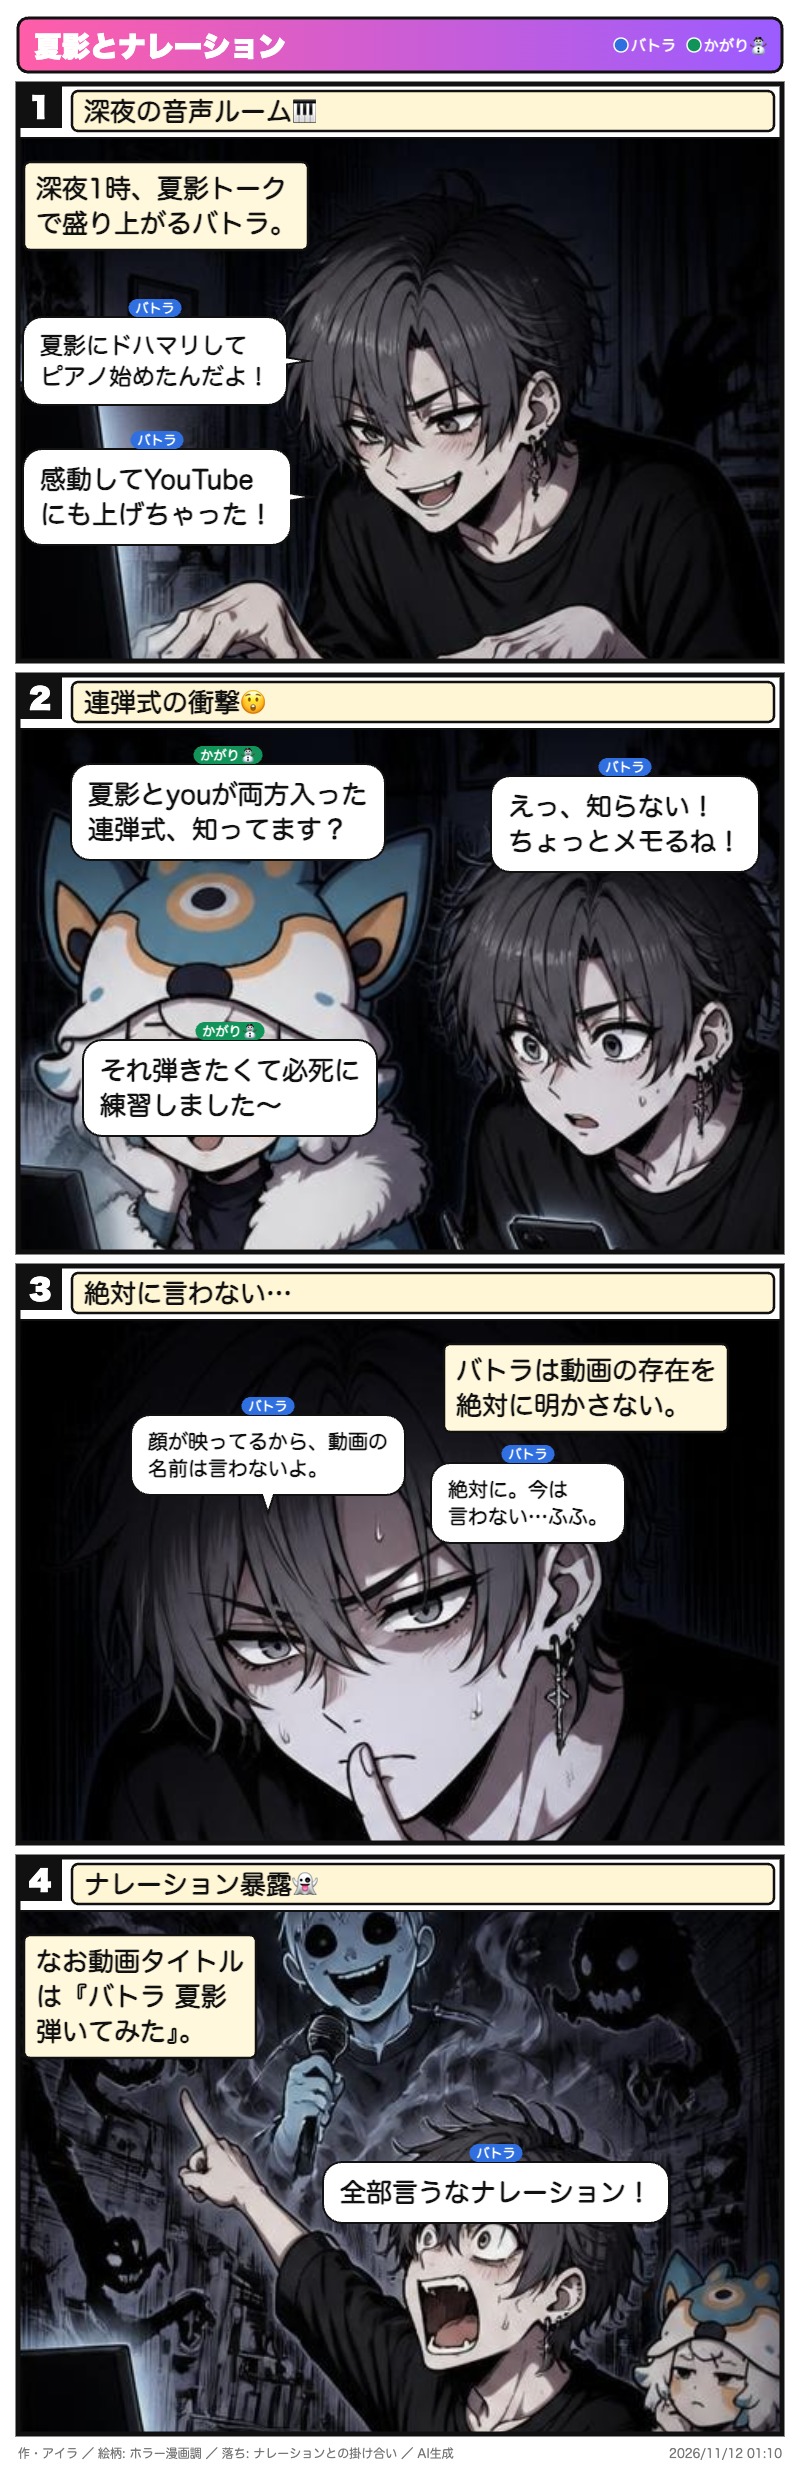 夏影とナレーション
バトラ かがり⛄
1 深夜の音声ルーム🎹
深夜1時、夏影トーク
で盛り上がるバトラ。
バトラ
夏影にドハマりして
ピアノ始めたんだよ！
バトラ
感動してYouTube
にも上げちゃった！
2 連弾式の衝撃😲
かがり⛄
夏影とyouが両方入った
連弾式、知ってます？
バトラ
えっ、知らない！
ちょっとメモるね！
かがり⛄
それ弾きたくて必死に
練習しました〜
3 絶対に言わない…
バトラは動画の存在を
絶対に明かさない。
バトラ
顔が映ってるから、動画の
名前は言わないよ。
バトラ
絶対に。今は
言わない…ふふ。
4 ナレーション暴露👻
なお動画タイトル
は『バトラ 夏影
弾いてみた』。
バトラ
全部言うなナレーション！
作・アイラ ／ 絵柄: ホラー漫画調 ／ 落ち: ナレーションとの掛け合い ／ AI生成
2026/11/12 01:10